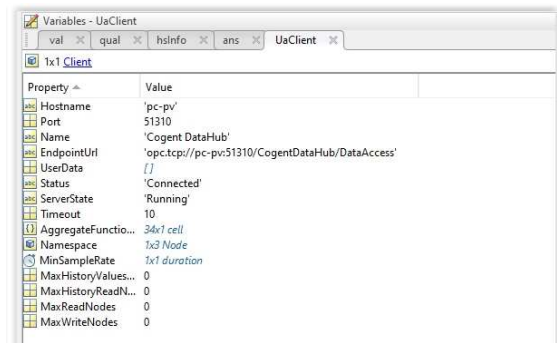 Variables - UaClient
val qual hsInfo ans UaClient
1x1 Client
Property Value
Hostname 'pc-pv'
Port 51310
Name 'Cogent DataHub'
EndpointUrl 'opc.tcp://pc-pv:51310/CogentDataHub/DataAccess'
UserData []
Status 'Connected'
ServerState 'Running'
Timeout 10
AggregateFunctio... 34x1 cell
Namespace 1x3 Node
MinSampleRate 1x1 duration
MaxHistoryValues... 0
MaxHistoryReadN... 0
MaxReadNodes 0
MaxWriteNodes 0